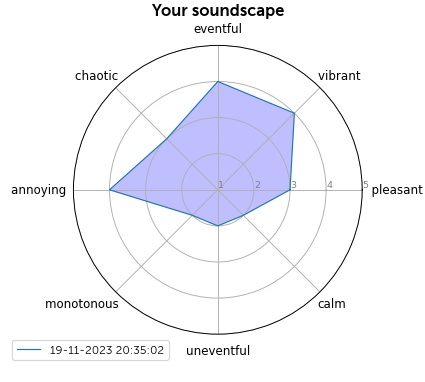 Your soundscape
eventful
chaotic
vibrant
annoying
1 2 3 4 5
pleasant
monotonous
calm
uneventful
19-11-2023 20:35:02